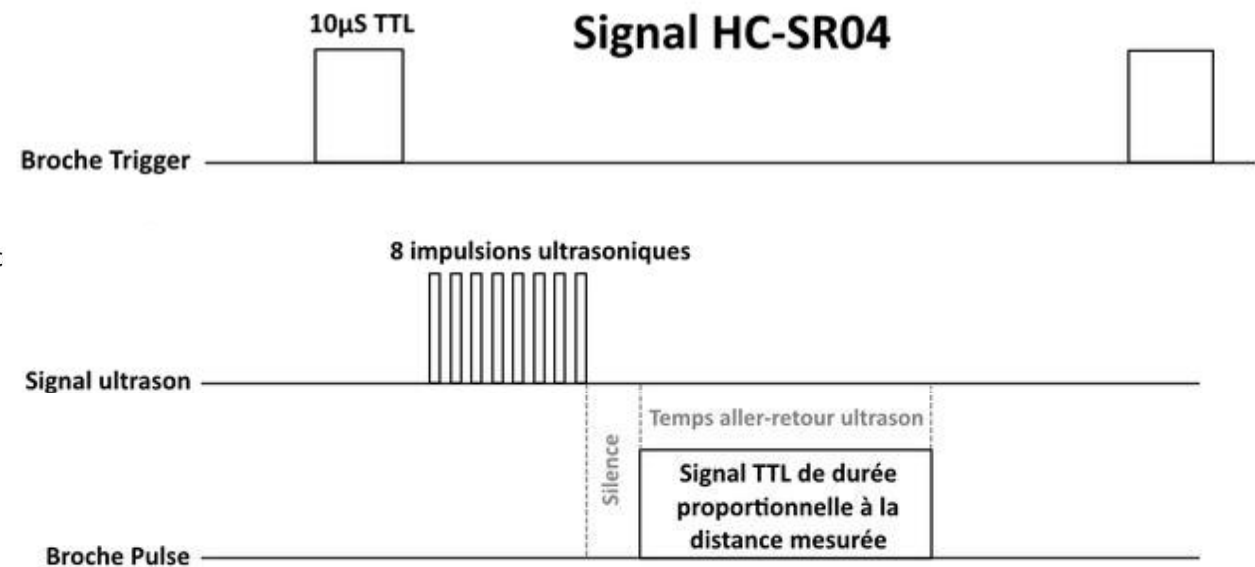 10µS TTL
Signal HC-SR04
Broche Trigger
8 impulsions ultrasoniques
Signal ultrason
Temps aller-retour ultrason
Silence
Signal TTL de durée
proportionnelle à la
distance mesurée
Broche Pulse